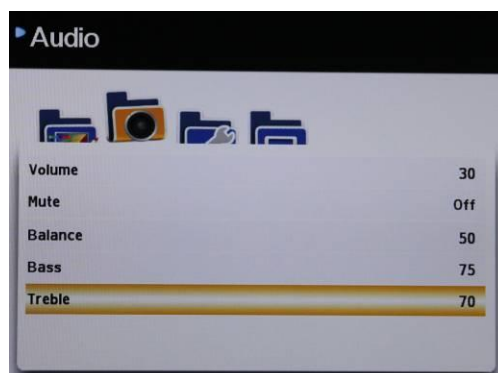 Audio
Volume 30
Mute Off
Balance 50
Bass 75
Treble 70